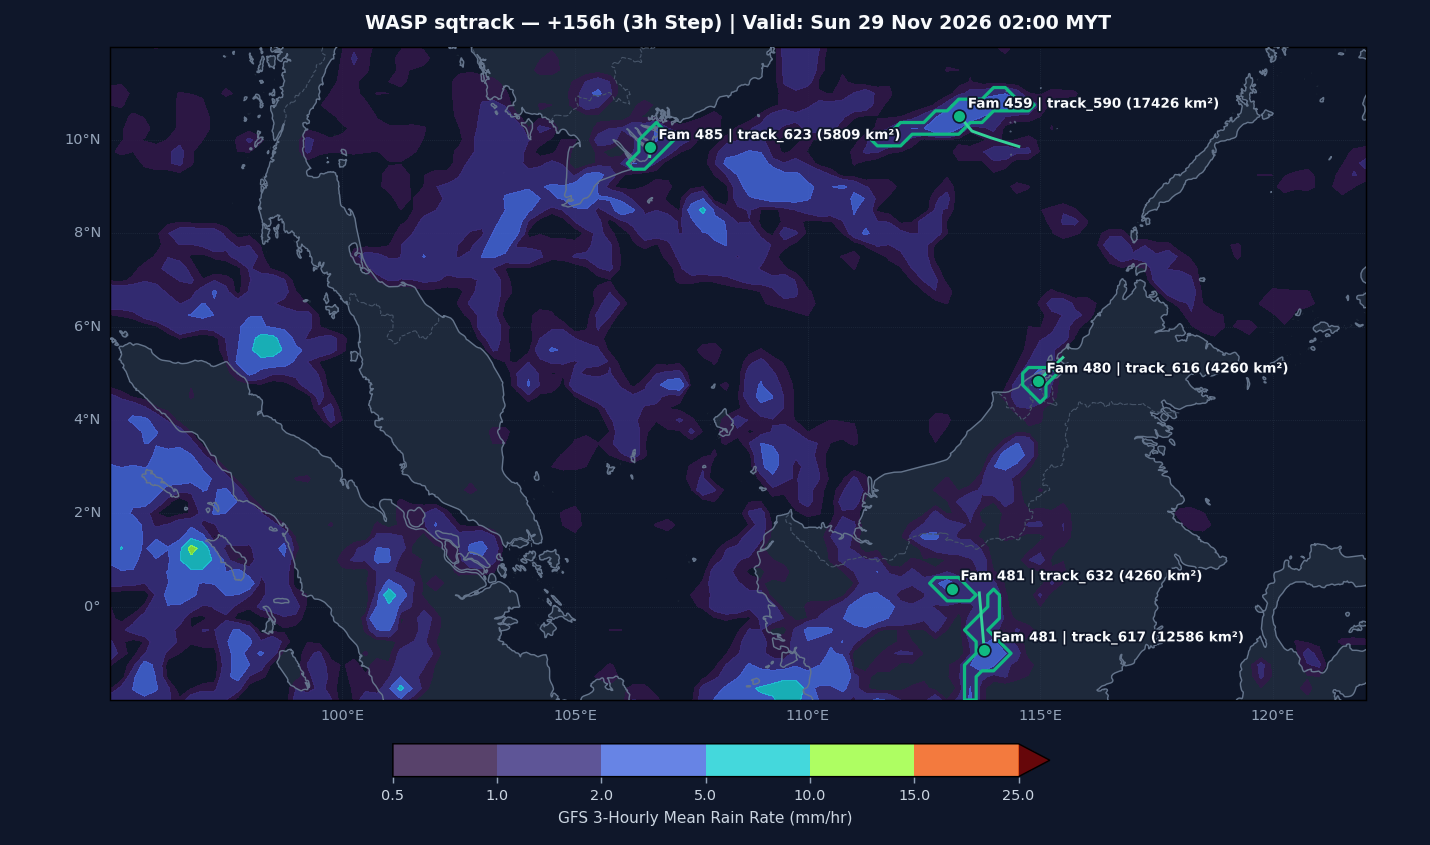 WASP sqtrack — +156h (3h Step) | Valid: Sun 29 Nov 2026 02:00 MYT
Fam 459 | track_590 (17426 km²)
Fam 485 | track_623 (5809 km²)
Fam 480 | track_616 (4260 km²)
Fam 481 | track_632 (4260 km²)
Fam 481 | track_617 (12586 km²)
10°N
8°N
6°N
4°N
2°N
0°
100°E 105°E 110°E 115°E 120°E
0.5 1.0 2.0 5.0 10.0 15.0 25.0
GFS 3-Hourly Mean Rain Rate (mm/hr)